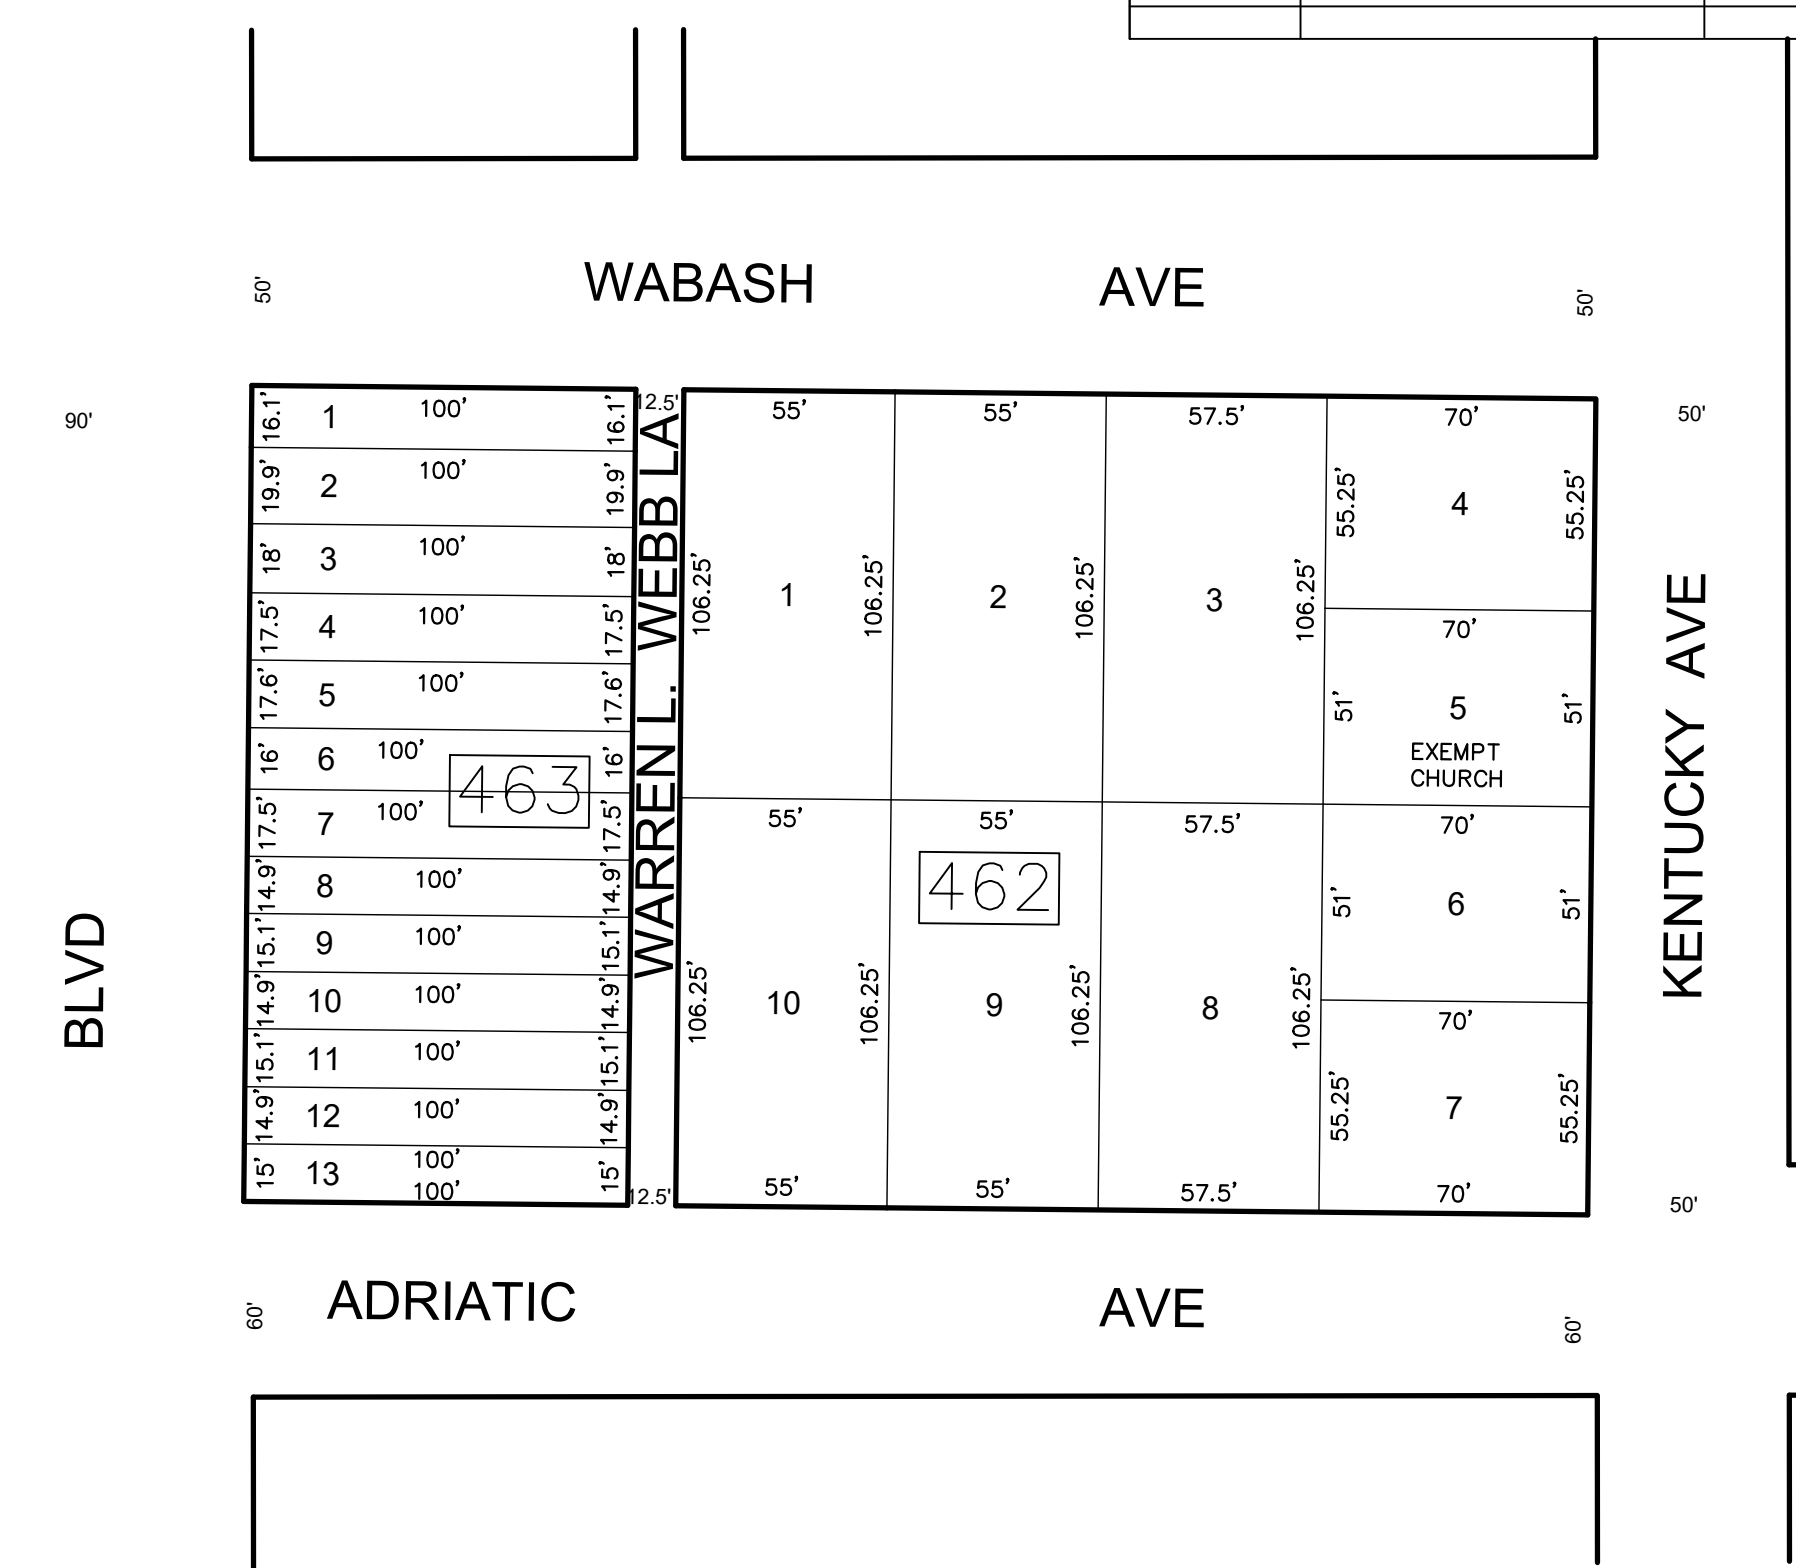 50'
WABASH AVE
50'
90'
50'
BLVD
1 100' 16.1' 16.1'
2 100' 19.9' 19.9'
3 100' 18' 18'
4 100' 17.5' 17.5'
5 100' 17.6' 17.6'
6 100' 16' 16'
463
7 100' 17.5' 17.5'
8 100' 14.9' 14.9'
9 100' 15.1' 15.1'
10 100' 14.9' 14.9'
11 100' 15.1' 15.1'
12 100' 14.9' 14.9'
13 100' 15' 15'
100'
12.5'
WARREN L. WEBB LA
12.5'
55' 55' 57.5' 70'
106.25' 1 106.25' 2 106.25' 3 106.25'
55.25' 4 55.25'
70'
51' 5 51'
EXEMPT
CHURCH
55' 55' 57.5' 70'
462
51' 6 51'
106.25' 10 106.25' 9 106.25' 8 106.25'
70'
55.25' 7 55.25'
55' 55' 57.5' 70'
KENTUCKY AVE
50'
60'
ADRIATIC AVE
60'